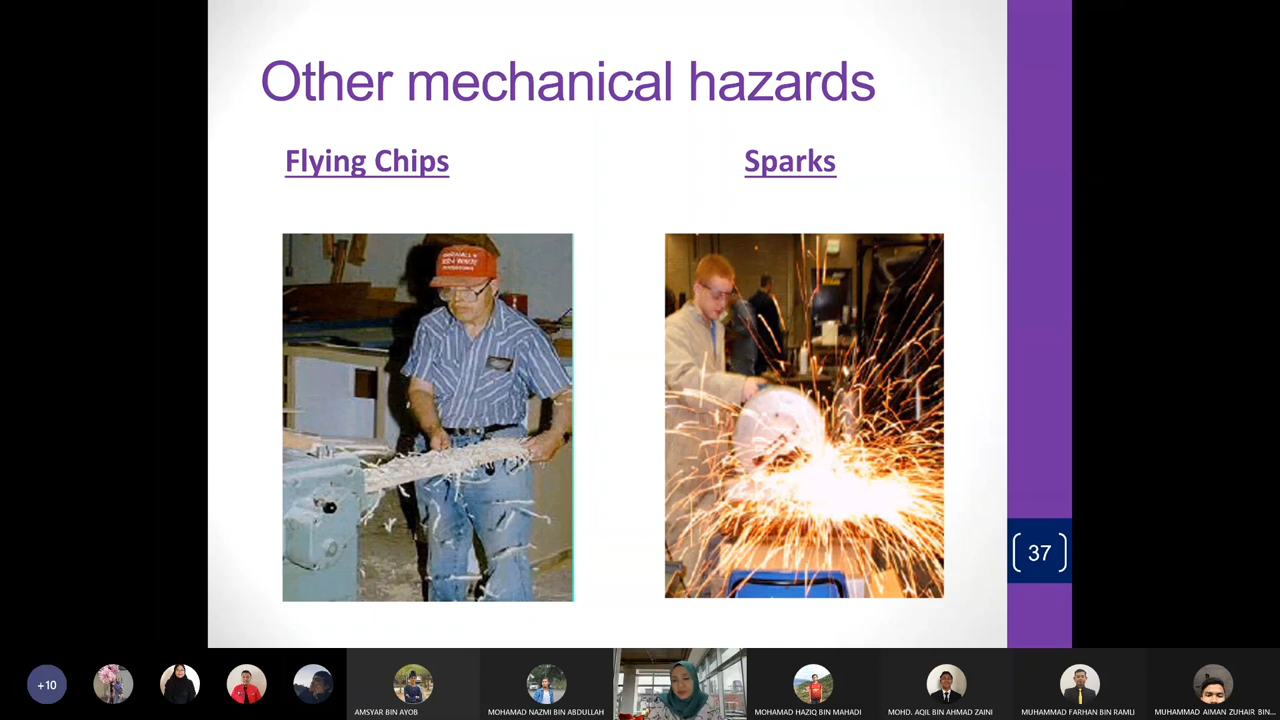 Other mechanical hazards
Flying Chips
Sparks
37
+10
AMSYAR BIN AYOB
MOHAMAD NAZMI BIN ABDULLAH
MOHAMAD HAZIQ BIN MAHADI
MOHD. AQIL BIN AHMAD ZAINI
MUHAMMAD FARHAN BIN RAMLI
MUHAMMAD AIMAN ZUHAIR BIN...